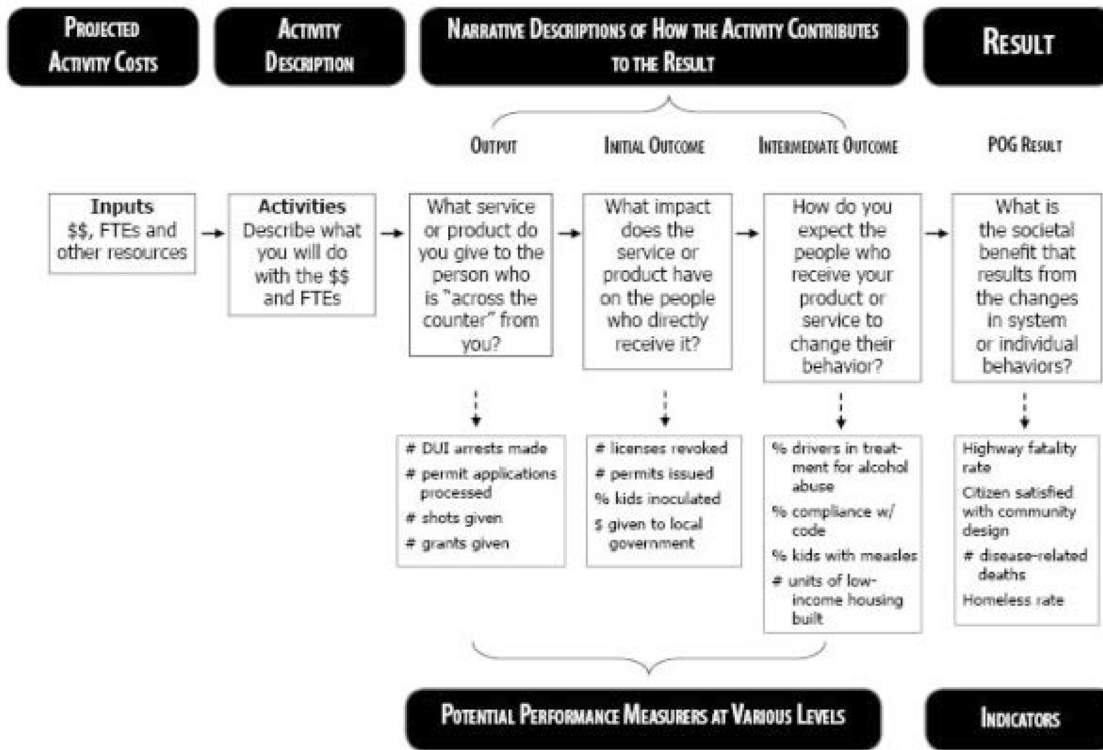 PROJECTED
ACTIVITY COSTS
ACTIVITY
DESCRIPTION
NARRATIVE DESCRIPTIONS OF HOW THE ACTIVITY CONTRIBUTES
TO THE RESULT
RESULT
OUTPUT
INITIAL OUTCOME
INTERMEDIATE OUTCOME
POG RESULT
Inputs
$$, FTEs and
other resources
Activities
Describe what
you will do
with the $$
and FTEs
What service
or product do
you give to the
person who
is "across the
counter" from
you?
What impact
does the
service or
product have
on the people
who directly
receive it?
How do you
expect the
people who
receive your
product or
service to
change their
behavior?
What is
the societal
benefit that
results from
the changes
in system
or individual
behaviors?
# DUI arrests made
# permit applications
processed
# shots given
# grants given
# licenses revoked
# permits issued
% kids inoculated
$ given to local
government
% drivers in treat-
ment for alcohol
abuse
% compliance w/
code
% kids with measles
# units of low-
income housing
built
Highway fatality
rate
Citizen satisfied
with community
design
# disease-related
deaths
Homeless rate
POTENTIAL PERFORMANCE MEASURERS AT VARIOUS LEVELS
INDICATORS